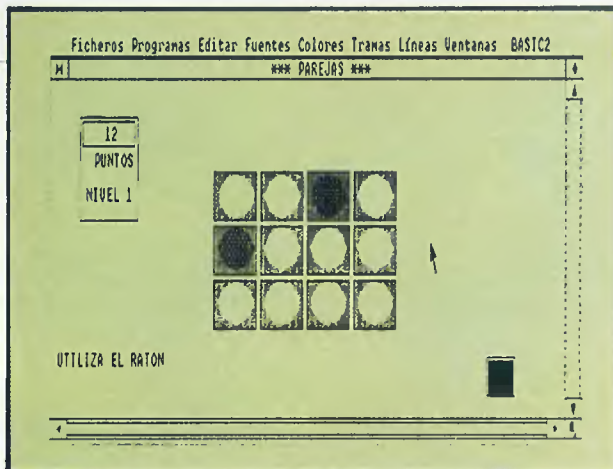 Ficheros Programas Editar Fuentes Colores Tramas Líneas Ventanas BASIC2
*** PAREJAS ***
12
PUNTOS
NIVEL 1
UTILIZA EL RATON